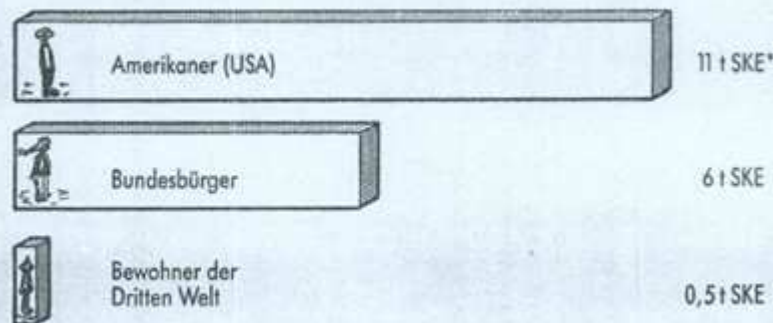 Amerikaner (USA) 11 t SKE*
Bundesbürger 6 t SKE
Bewohner der
Dritten Welt 0,5 t SKE